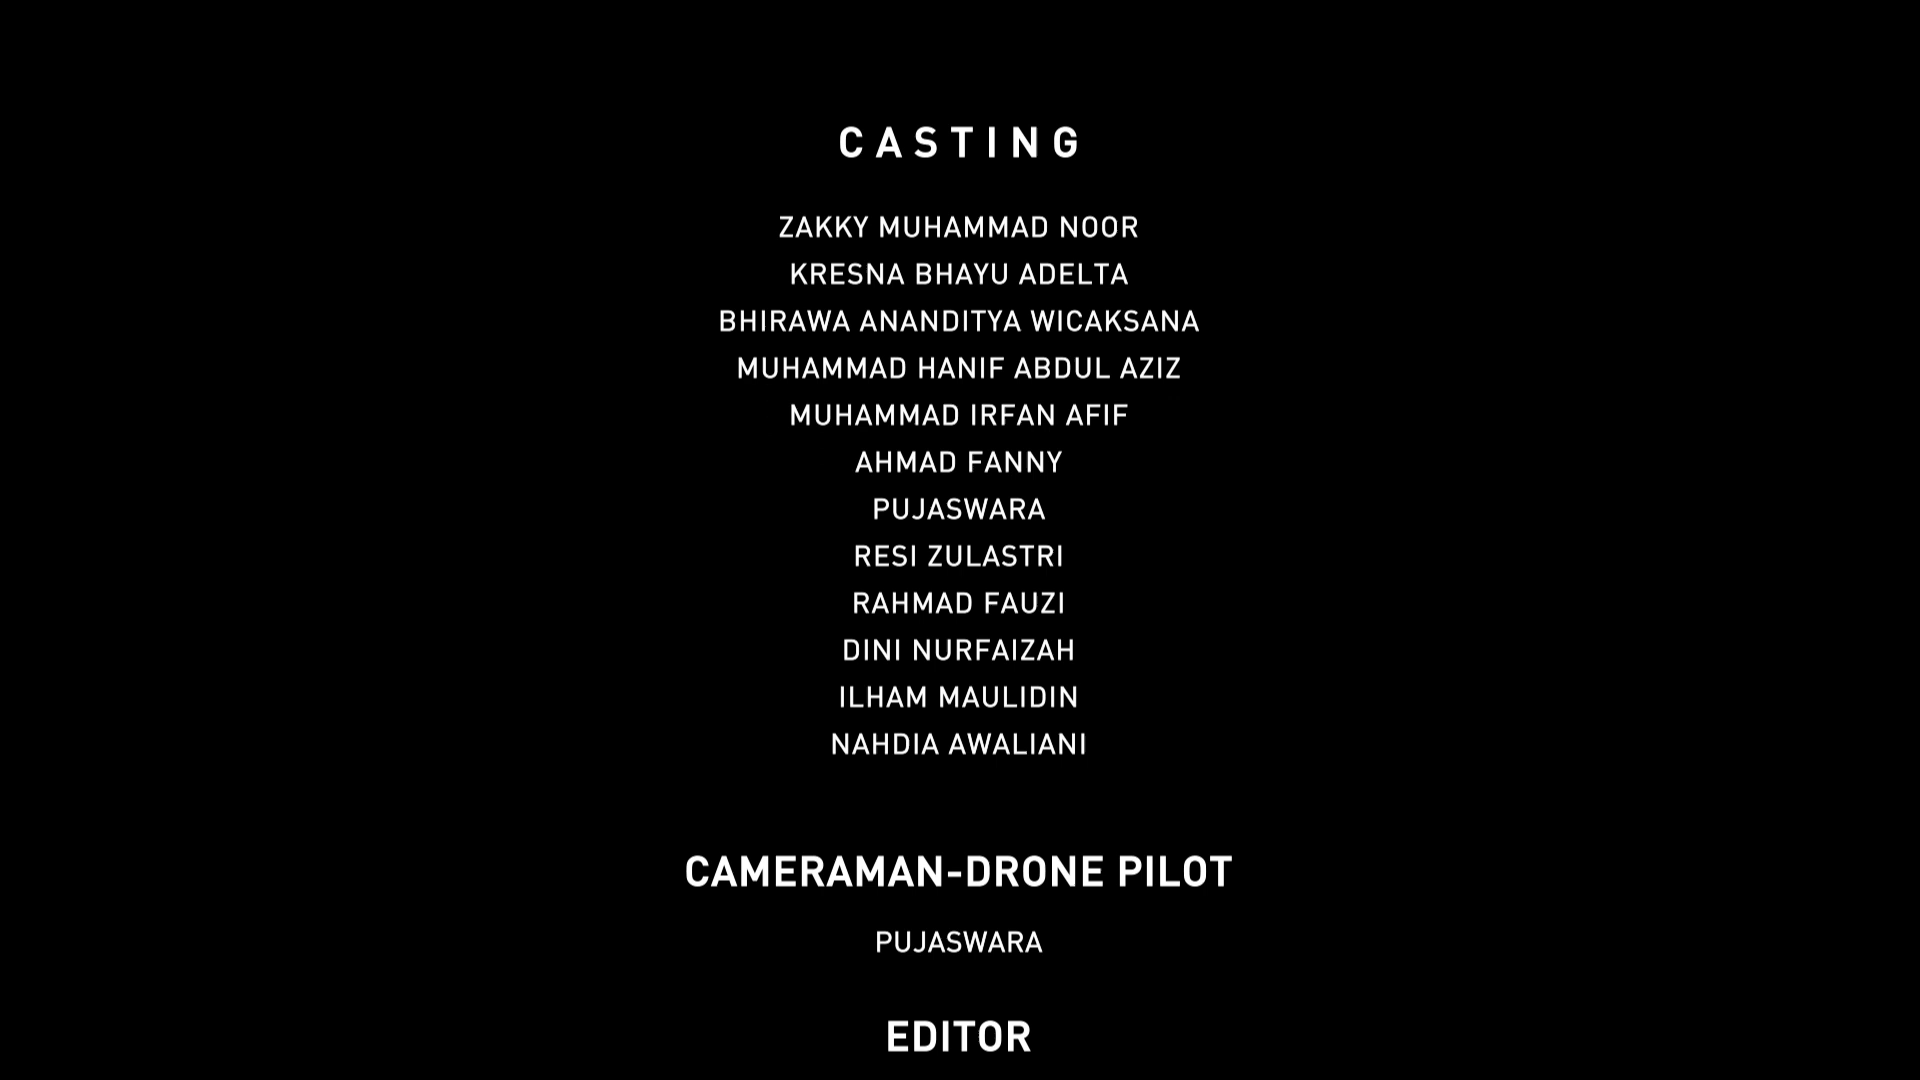 CASTING
ZAKKY MUHAMMAD NOOR
KRESNA BHAYU ADELTA
BHIRAWA ANANDITYA WICAKSANA
MUHAMMAD HANIF ABDUL AZIZ
MUHAMMAD IRFAN AFIF
AHMAD FANNY
PUJASWARA
RESI ZULASTRI
RAHMAD FAUZI
DINI NURFAIZAH
ILHAM MAULIDIN
NAHDIA AWALIANI
CAMERAMAN-DRONE PILOT
PUJASWARA
EDITOR